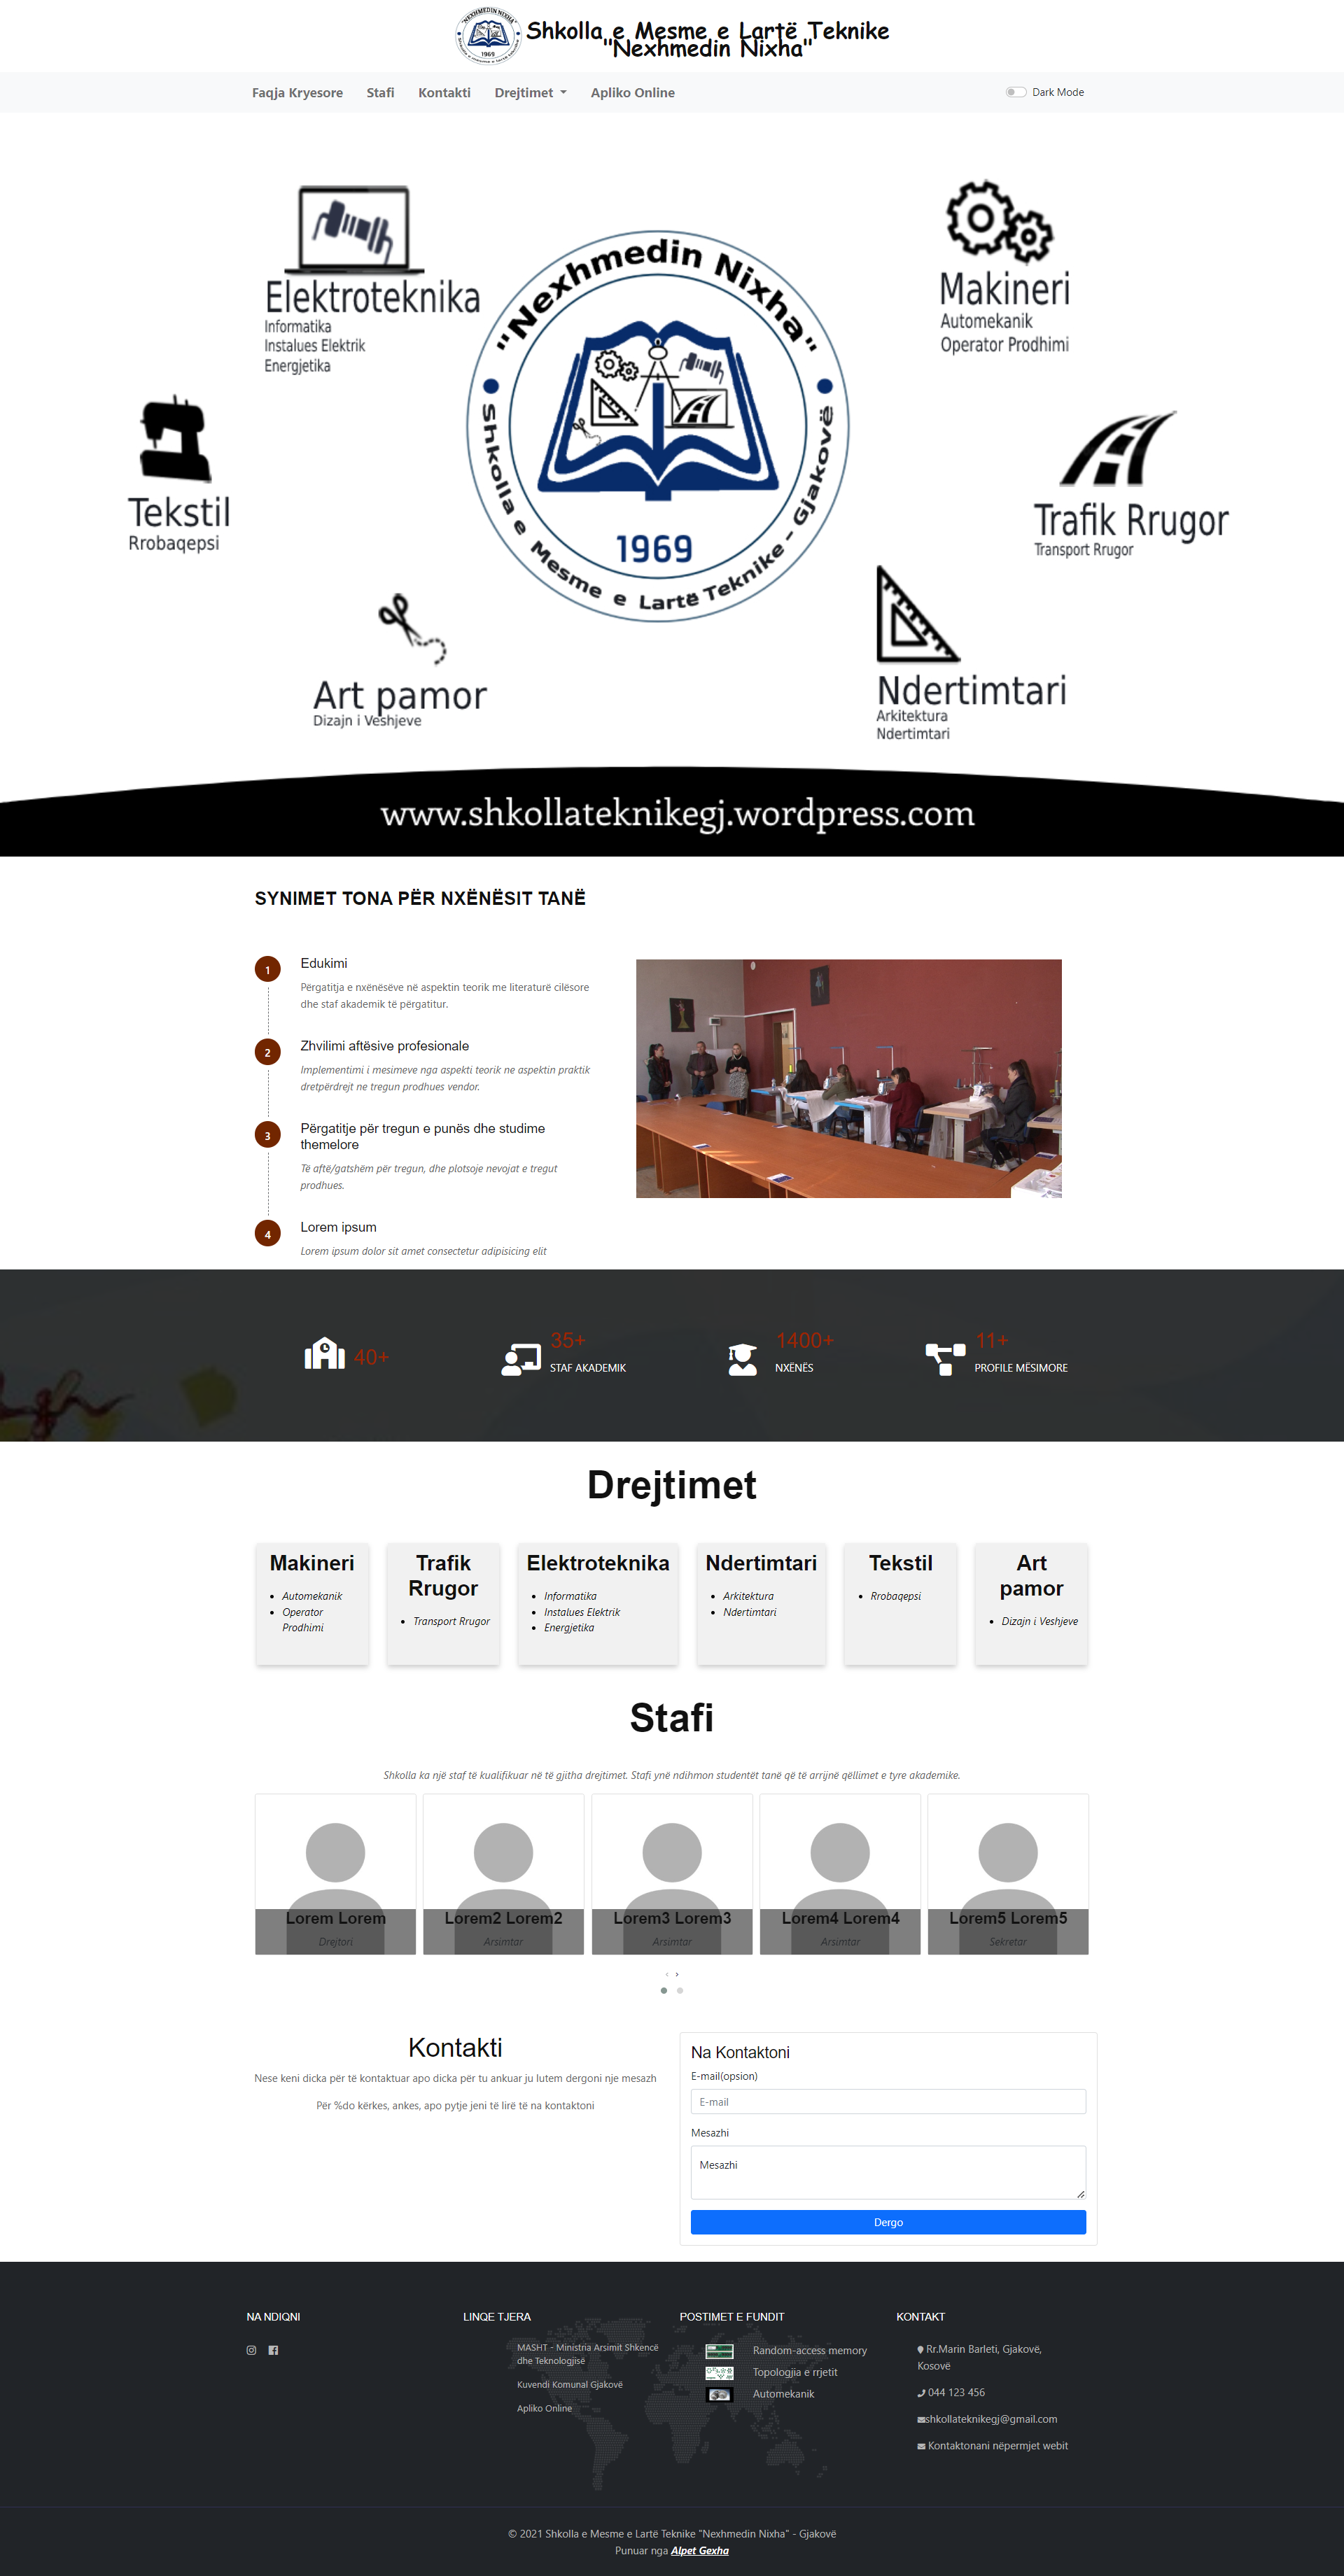 "NEXHMEDIN NIXHA"
1969
Shkolla e Mesme e Lartë Teknike
"Nexhmedin Nixha"
Faqja Kryesore
Stafi
Kontakti
Drejtimet
Apliko Online
Dark Mode
Elektroteknika
Informatika
Instalues Elektrik
Energjetika
Makineri
Automekanik
Operator Prodhimi
"Nexhmedin Nixha"
Shkolla e Mesme e Lartë Teknike - Gjakovë
1969
Tekstil
Rrobaqepsi
Trafik Rrugor
Transport Rrugor
Art pamor
Dizajn i Veshjeve
Ndertimtari
Arkitektura
Ndertimtari
www.shkollateknikegj.wordpress.com
SYNIMET TONA PËR NXËNËSIT TANË
1
Edukimi
Përgatitja e nxënësëve në aspektin teorik me literaturë cilësore
dhe staf akademik të përgatitur.
2
Zhvilimi aftësive profesionale
Implementimi i mesimeve nga aspekti teorik ne aspektin praktik
dretpërdrejt ne tregun prodhues vendor.
3
Përgatitje për tregun e punës dhe studime
themelore
Të aftë/gatshëm për tregun, dhe plotsoje nevojat e tregut
prodhues.
4
Lorem ipsum
Lorem ipsum dolor sit amet consectetur adipisicing elit
40+
35+
STAF AKADEMIK
1400+
NXËNËS
11+
PROFILE MËSIMORE
Drejtimet
Makineri
Automekanik
Operator
Prodhimi
Trafik
Rrugor
Transport Rrugor
Elektroteknika
Informatika
Instalues Elektrik
Energjetika
Ndertimtari
Arkitektura
Ndertimtari
Tekstil
Rrobaqepsi
Art
pamor
Dizajn i Veshjeve
Stafi
Shkolla ka një staf të kualifikuar në të gjitha drejtimet. Stafi ynë ndihmon studentët tanë që të arrijnë qëllimet e tyre akademike.
Lorem Lorem
Drejtori
Lorem2 Lorem2
Arsimtar
Lorem3 Lorem3
Arsimtar
Lorem4 Lorem4
Arsimtar
Lorem5 Lorem5
Sekretar
‹ ›
Kontakti
Nese keni dicka për të kontaktuar apo dicka për tu ankuar ju lutem dergoni nje mesazh
Për %do kërkes, ankes, apo pytje jeni të lirë të na kontaktoni
Na Kontaktoni
E-mail(opsion)
E-mail
Mesazhi
Mesazhi
Dergo
NA NDIQNI
LINQE TJERA
MASHT - Ministria Arsimit Shkencë
dhe Teknologjisë
Kuvendi Komunal Gjakovë
Apliko Online
POSTIMET E FUNDIT
Random-access memory
Topologjia e rrjetit
Automekanik
KONTAKT
Rr.Marin Barleti, Gjakovë,
Kosovë
044 123 456
shkollateknikegj@gmail.com
Kontaktonani nëpermjet webit
© 2021 Shkolla e Mesme e Lartë Teknike "Nexhmedin Nixha" - Gjakovë
Punuar nga Alpet Gexha